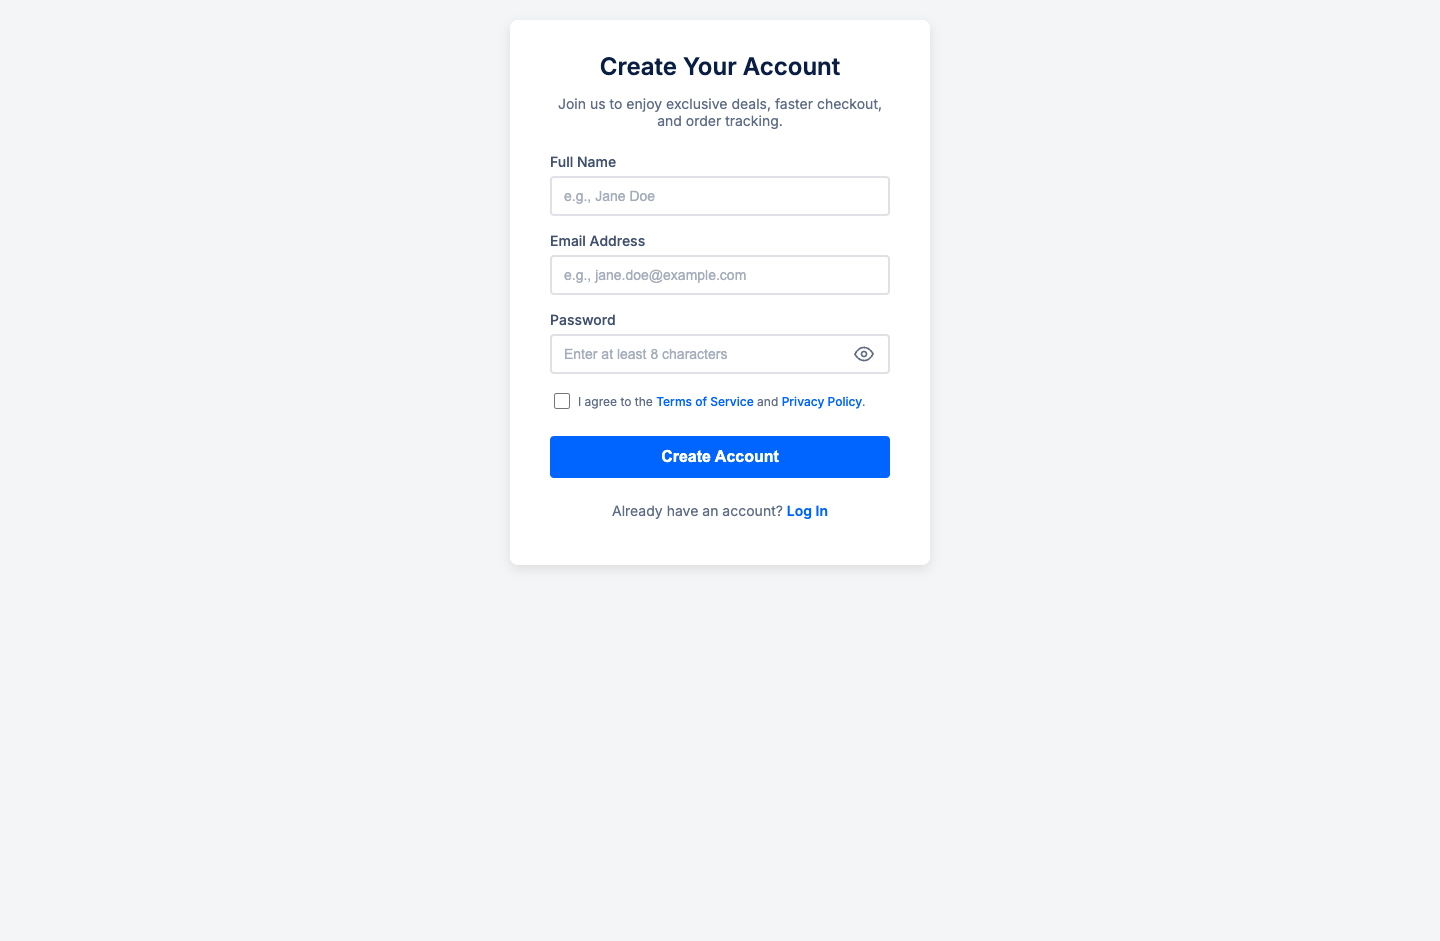 Create Your Account
Join us to enjoy exclusive deals, faster checkout,
and order tracking.
Full Name
e.g., Jane Doe
Email Address
e.g., jane.doe@example.com
Password
Enter at least 8 characters
I agree to the Terms of Service and Privacy Policy.
Create Account
Already have an account? Log In